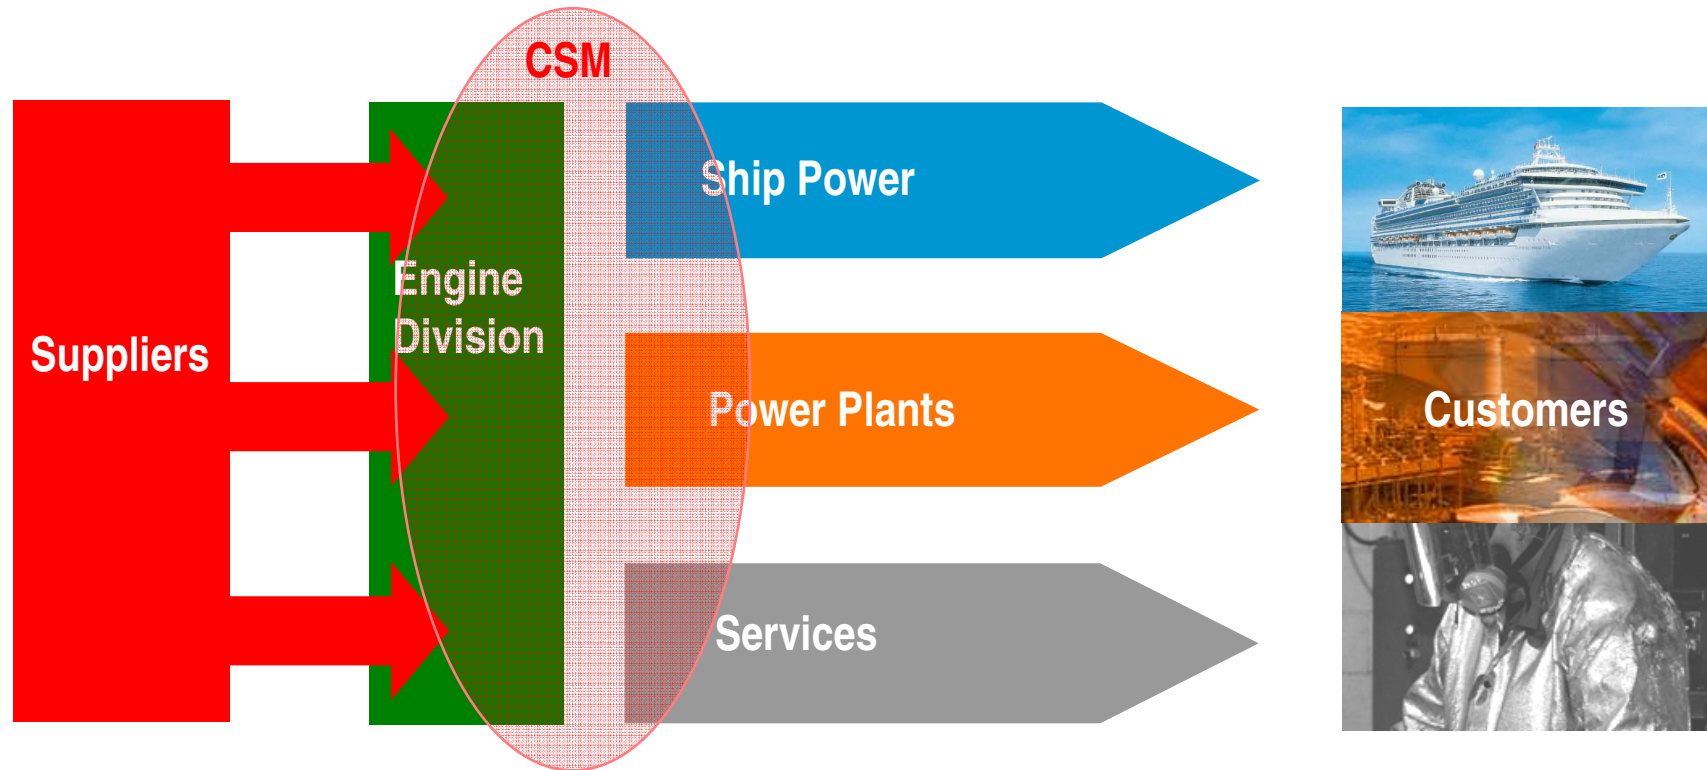 CSM
Suppliers
Engine
Division
Ship Power
Power Plants
Services
Customers